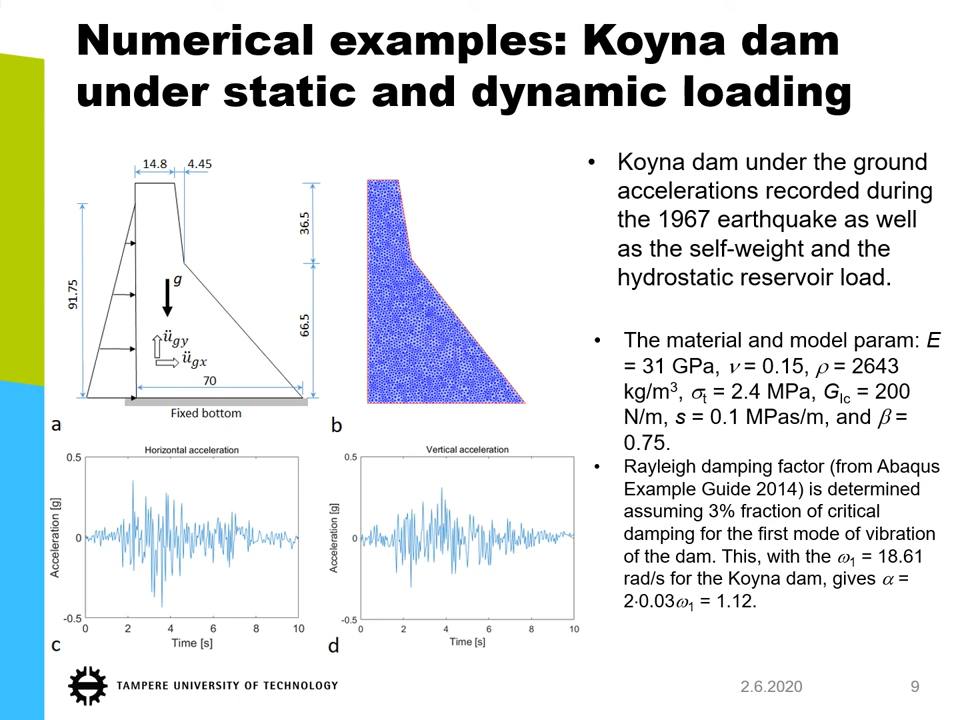 Numerical examples: Koyna dam
under static and dynamic loading
14.8
4.45
36.5
91.75
g
66.5
ü_gy
ü_gx
70
Fixed bottom
a
b
• Koyna dam under the ground
accelerations recorded during
the 1967 earthquake as well
as the self-weight and the
hydrostatic reservoir load.
• The material and model param: E
= 31 GPa, ν = 0.15, ρ = 2643
kg/m³, σt = 2.4 MPa, GIc = 200
N/m, s = 0.1 MPas/m, and β =
0.75.
• Rayleigh damping factor (from Abaqus
Example Guide 2014) is determined
assuming 3% fraction of critical
damping for the first mode of vibration
of the dam. This, with the ω1 = 18.61
rad/s for the Koyna dam, gives α =
2·0.03ω1 = 1.12.
Horizontal acceleration
0.5
0
-0.5
Acceleration [g]
0 2 4 6 8 10
Time [s]
c
Vertical acceleration
0.5
0
-0.5
Acceleration [g]
0 2 4 6 8 10
Time [s]
d
TAMPERE UNIVERSITY OF TECHNOLOGY
2.6.2020
9